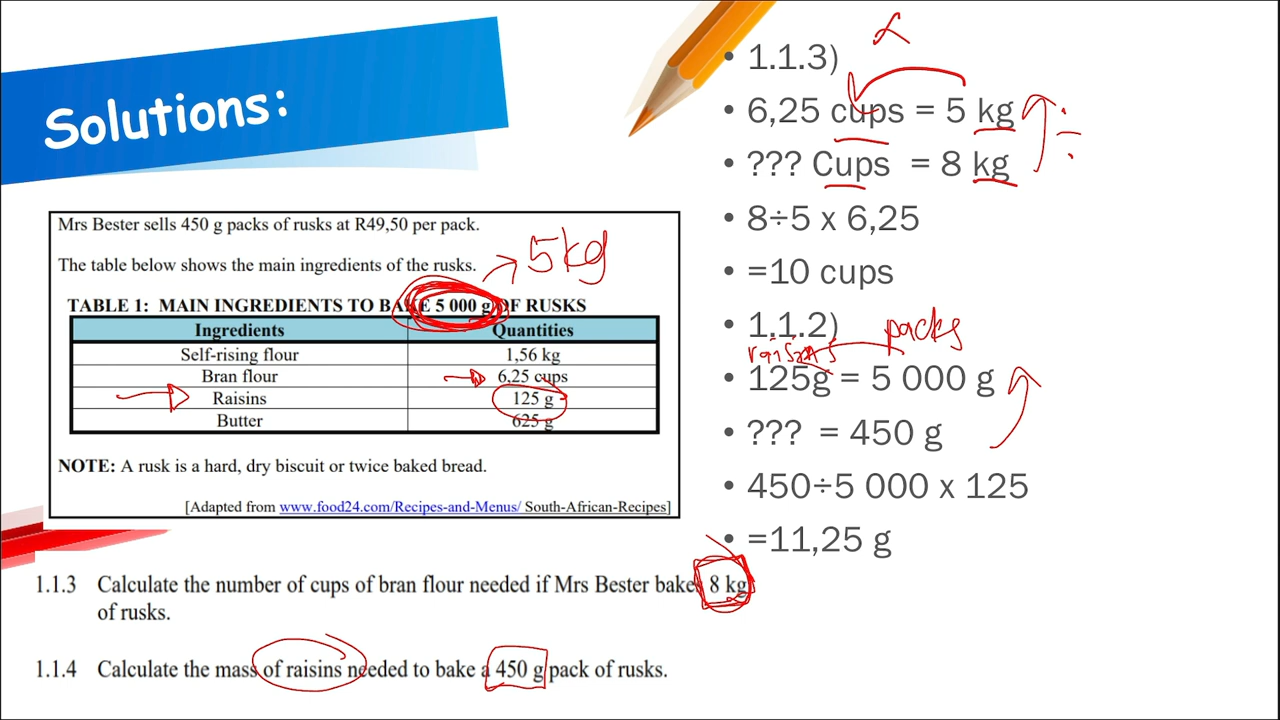 Solutions:
Mrs Bester sells 450 g packs of rusks at R49,50 per pack.
The table below shows the main ingredients of the rusks.
5kg
TABLE 1: MAIN INGREDIENTS TO BAKE 5 000 g OF RUSKS
Ingredients Quantities
Self-rising flour 1,56 kg
Bran flour 6,25 cups
Raisins 125 g
Butter 625 g
NOTE: A rusk is a hard, dry biscuit or twice baked bread.
[Adapted from www.food24.com/Recipes-and-Menus/ South-African-Recipes]
1.1.3 Calculate the number of cups of bran flour needed if Mrs Bester bakes 8 kg
of rusks.
1.1.4 Calculate the mass of raisins needed to bake a 450 g pack of rusks.
• 1.1.3)
• 6,25 cups = 5 kg
÷
• ??? Cups = 8 kg
• 8÷5 x 6,25
• =10 cups
• 1.1.2)
raisins packs
• 125g = 5 000 g
• ??? = 450 g
• 450÷5 000 x 125
• =11,25 g